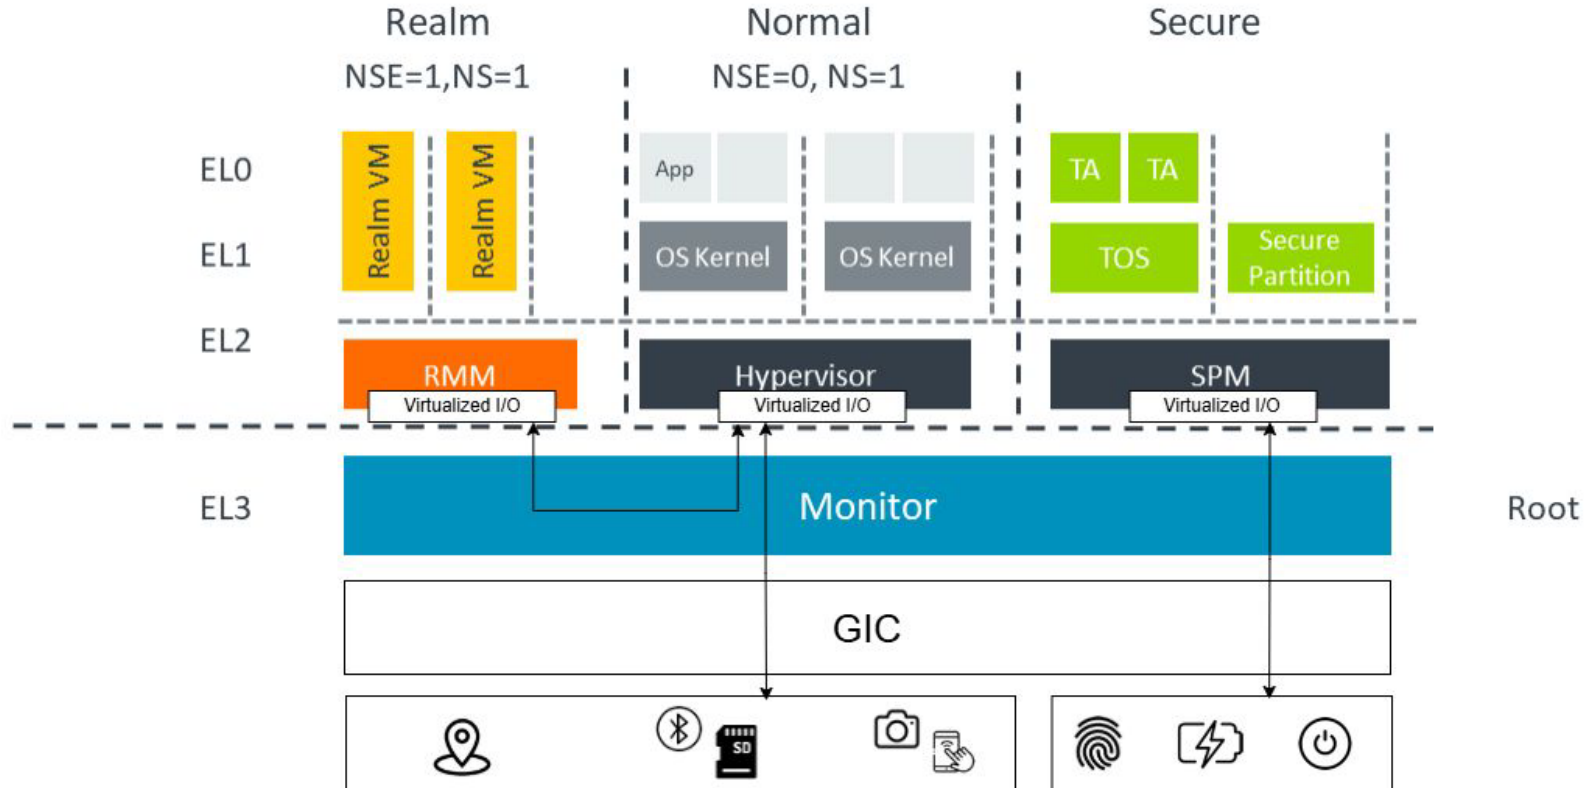 Realm
Normal
Secure
NSE=1,NS=1
NSE=0, NS=1
EL0
Realm VM
Realm VM
App
TA
TA
EL1
OS Kernel
OS Kernel
TOS
Secure
Partition
EL2
RMM
Hypervisor
SPM
Virtualized I/O
Virtualized I/O
Virtualized I/O
EL3
Monitor
Root
GIC
SD